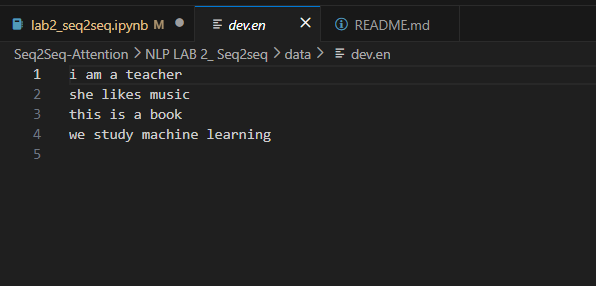 lab2_seq2seq.ipynb M dev.en README.md
Seq2Seq-Attention > NLP LAB 2_ Seq2seq > data > dev.en
1 i am a teacher
2 she likes music
3 this is a book
4 we study machine learning
5